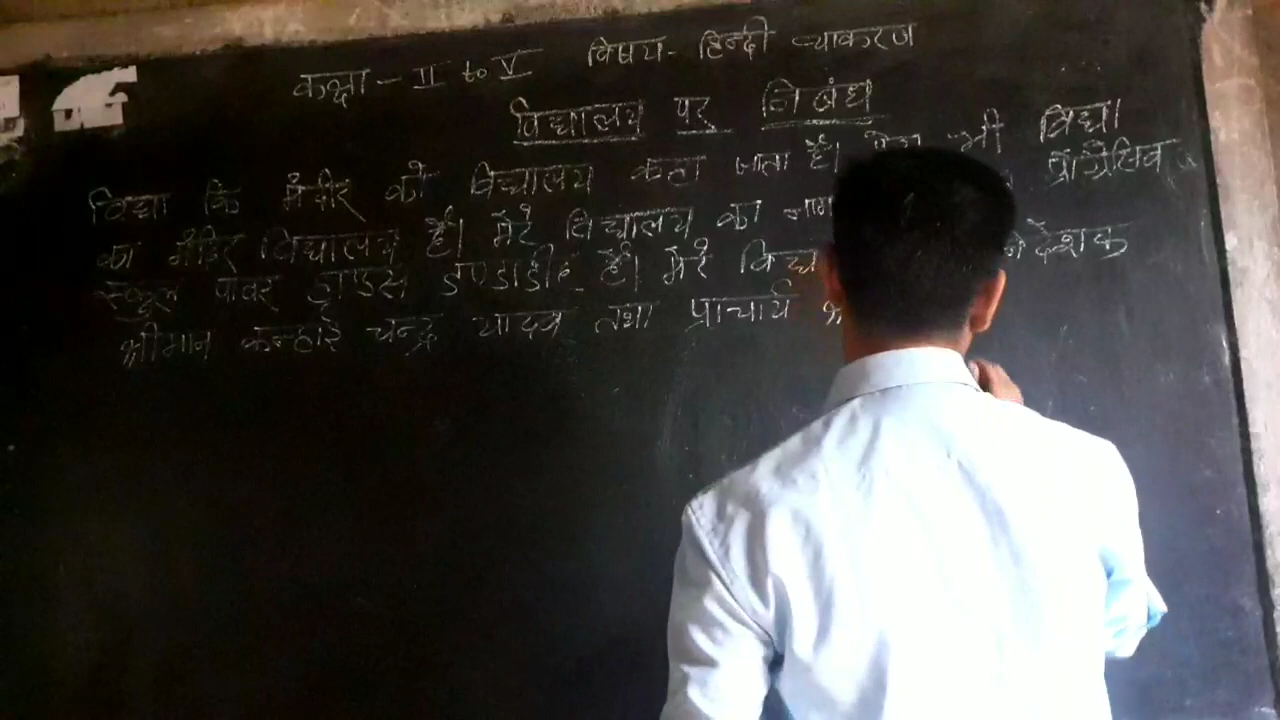 कक्षा - II to V विषय - हिन्दी व्याकरण
विद्यालय पर निबंध
विद्या कि मंदीर को विद्यालय कहा जाता है। भी विद्या
का मंदिर विद्यालय है। मेरे विद्यालय का नाम
स्कूल पावर हाउस डण्डाडीह है। मेरे निदेशक
श्रीमान कन्हाई चन्द्र यादव तथा प्राचार्य